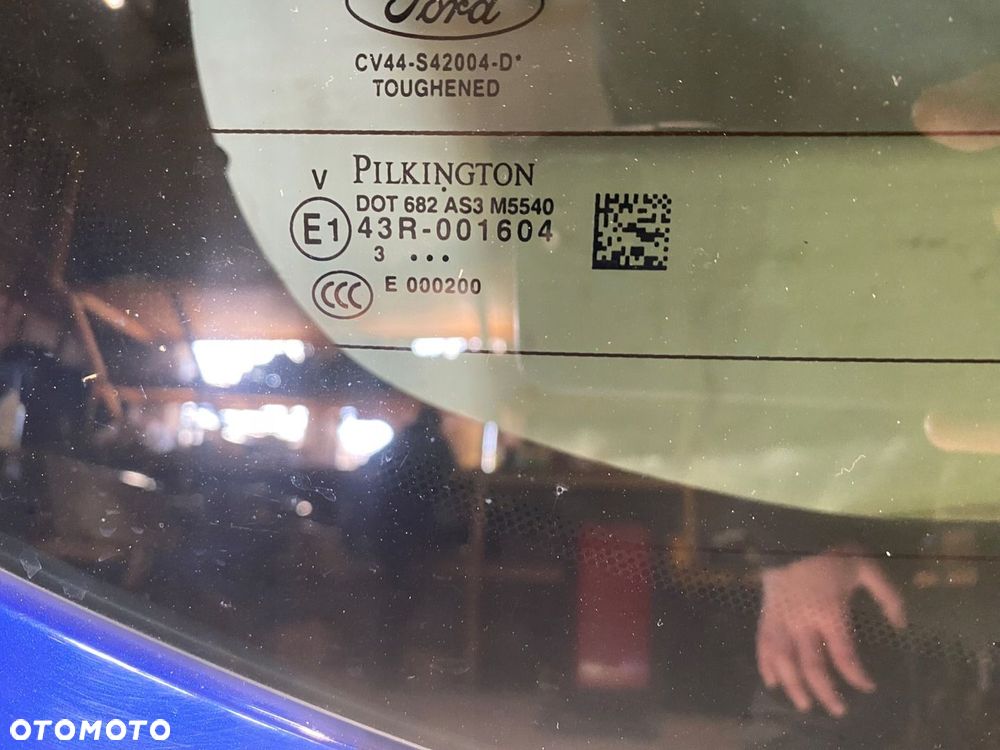 Ford
CV44-S42004-D*
TOUGHENED
V
PILKINGTON
DOT 682 AS3 M5540
E1 43R-001604
3 ...
CCC E 000200
OTOMOTO